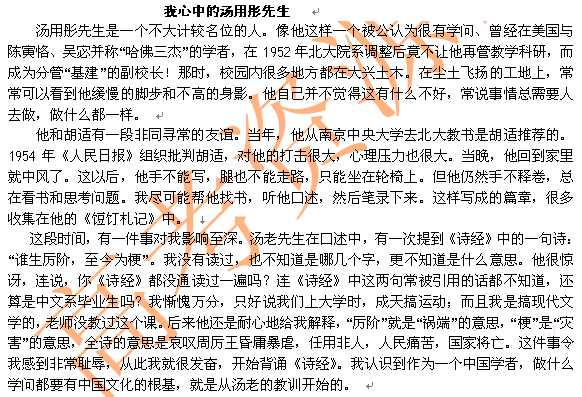 我心中的汤用彤先生
汤用彤先生是一个不大计较名位的人。像他这样一个被公认为很有学问、曾经在美国与
陈寅恪、吴宓并称“哈佛三杰”的学者，在 1952 年北大院系调整后竟不让他再管教学科研，而
成为分管“基建”的副校长！那时，校园内很多地方都在大兴土木。在尘土飞扬的工地上，常
常可以看到他缓慢的脚步和不高的身影。他自己并不觉得这有什么不好，常说事情总需要人
去做，做什么都一样。
他和胡适有一段非同寻常的友谊。当年，他从南京中央大学去北大教书是胡适推荐的。
1954 年《人民日报》组织批判胡适，对他的打击很大，心理压力也很大。当晚，他回到家里
就中风了。这以后，他手不能写，腿也不能走路，只能坐在轮椅上。但他仍然手不释卷，总
在看书和思考问题。我尽可能帮他找书，听他口述，然后笔录下来。这样写成的篇章，很多
收集在他的《饾饤札记》中。
这段时间，有一件事对我影响至深。汤老先生在口述中，有一次提到《诗经》中的一句诗：
“谁生厉阶，至今为梗”。我没有读过，也不知道是哪几个字，更不知道是什么意思。他很惊
讶，连说，你《诗经》都没通读过一遍吗？连《诗经》中这两句常被引用的话都不知道，还
算是中文系毕业生吗？我惭愧万分，只好说我们上大学时，成天搞运动；而且我是搞现代文
学的，老师没教过这个课。后来他还是耐心地给我解释，“厉阶”就是“祸端”的意思，“梗”是“灾
害”的意思，全诗的意思是哀叹周厉王昏庸暴虐，任用非人，人民痛苦，国家将亡。这件事令
我感到非常耻辱，从此我就很发奋，开始背诵《诗经》。我认识到作为一个中国学者，做什么
学问都要有中国文化的根基，就是从汤老的教训开始的。